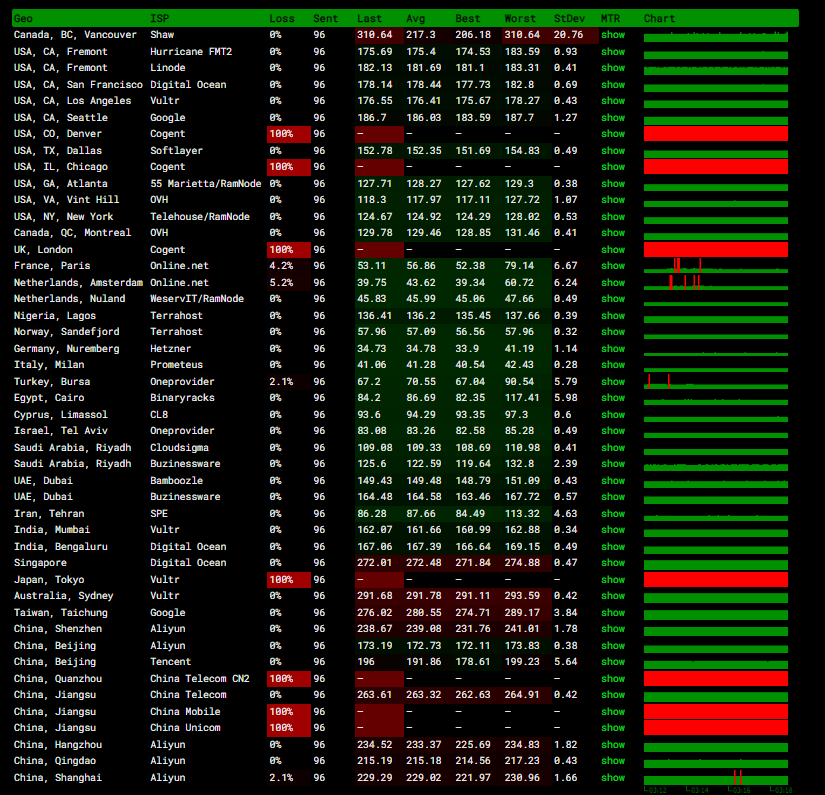 Geo ISP Loss Sent Last Avg Best Worst StDev MTR Chart
Canada, BC, Vancouver Shaw 0% 96 310.64 217.3 206.18 310.64 20.76 show
USA, CA, Fremont Hurricane FMT2 0% 96 175.69 175.4 174.53 183.59 0.93 show
USA, CA, Fremont Linode 0% 96 182.13 181.69 181.1 183.31 0.41 show
USA, CA, San Francisco Digital Ocean 0% 96 178.14 178.44 177.73 182.8 0.69 show
USA, CA, Los Angeles Vultr 0% 96 176.55 176.41 175.67 178.27 0.43 show
USA, CA, Seattle Google 0% 96 186.7 186.03 183.59 187.7 1.27 show
USA, CO, Denver Cogent 100% 96 – – – – – show
USA, TX, Dallas Softlayer 0% 96 152.78 152.35 151.69 154.83 0.49 show
USA, IL, Chicago Cogent 100% 96 – – – – – show
USA, GA, Atlanta 55 Marietta/RamNode 0% 96 127.71 128.27 127.62 129.3 0.38 show
USA, VA, Vint Hill OVH 0% 96 118.3 117.97 117.11 127.72 1.07 show
USA, NY, New York Telehouse/RamNode 0% 96 124.67 124.92 124.29 128.02 0.53 show
Canada, QC, Montreal OVH 0% 96 129.78 129.46 128.85 131.46 0.41 show
UK, London Cogent 100% 96 – – – – – show
France, Paris Online.net 4.2% 96 53.11 56.86 52.38 79.14 6.67 show
Netherlands, Amsterdam Online.net 5.2% 96 39.75 43.62 39.34 60.72 6.24 show
Netherlands, Nuland WeservIT/RamNode 0% 96 45.83 45.99 45.06 47.66 0.49 show
Nigeria, Lagos Terrahost 0% 96 136.41 136.2 135.45 137.66 0.39 show
Norway, Sandefjord Terrahost 0% 96 57.96 57.09 56.56 57.96 0.32 show
Germany, Nuremberg Hetzner 0% 96 34.73 34.78 33.9 41.19 1.14 show
Italy, Milan Prometeus 0% 96 41.06 41.28 40.54 42.43 0.28 show
Turkey, Bursa Oneprovider 2.1% 96 67.2 70.55 67.04 90.54 5.79 show
Egypt, Cairo Binaryracks 0% 96 84.2 86.69 82.35 117.41 5.98 show
Cyprus, Limassol CL8 0% 96 93.6 94.29 93.35 97.3 0.6 show
Israel, Tel Aviv Oneprovider 0% 96 83.08 83.26 82.58 85.28 0.49 show
Saudi Arabia, Riyadh Cloudsigma 0% 96 109.08 109.33 108.69 110.98 0.41 show
Saudi Arabia, Riyadh Buzinessware 0% 96 125.6 122.59 119.64 132.8 2.39 show
UAE, Dubai Bamboozle 0% 96 149.43 149.48 148.79 151.09 0.43 show
UAE, Dubai Buzinessware 0% 96 164.48 164.58 163.46 167.72 0.57 show
Iran, Tehran SPE 0% 96 86.28 87.66 84.49 113.32 4.63 show
India, Mumbai Vultr 0% 96 162.07 161.66 160.99 162.88 0.34 show
India, Bengaluru Digital Ocean 0% 96 167.06 167.39 166.64 169.15 0.49 show
Singapore Digital Ocean 0% 96 272.01 272.48 271.84 274.88 0.47 show
Japan, Tokyo Vultr 100% 96 – – – – – show
Australia, Sydney Vultr 0% 96 291.68 291.78 291.11 293.59 0.42 show
Taiwan, Taichung Google 0% 96 276.02 280.55 274.71 289.17 3.84 show
China, Shenzhen Aliyun 0% 96 238.67 239.08 231.76 241.01 1.78 show
China, Beijing Aliyun 0% 96 173.19 172.73 172.11 173.83 0.38 show
China, Beijing Tencent 0% 96 196 191.86 178.61 199.23 5.64 show
China, Quanzhou China Telecom CN2 100% 96 – – – – – show
China, Jiangsu China Telecom 0% 96 263.61 263.32 262.63 264.91 0.42 show
China, Jiangsu China Mobile 100% 96 – – – – – show
China, Jiangsu China Unicom 100% 96 – – – – – show
China, Hangzhou Aliyun 0% 96 234.52 233.37 225.69 234.83 1.82 show
China, Qingdao Aliyun 0% 96 215.19 215.18 214.56 217.23 0.43 show
China, Shanghai Aliyun 2.1% 96 229.29 229.02 221.97 230.96 1.66 show
03:12 03:14 03:16 03:18